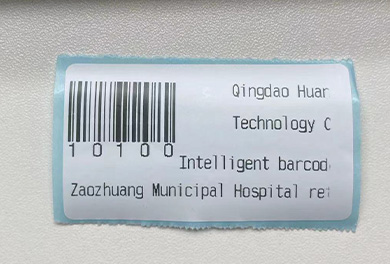 Qingdao Huar
Technology C
10100
Intelligent barcod
Zaozhuang Municipal Hospital re